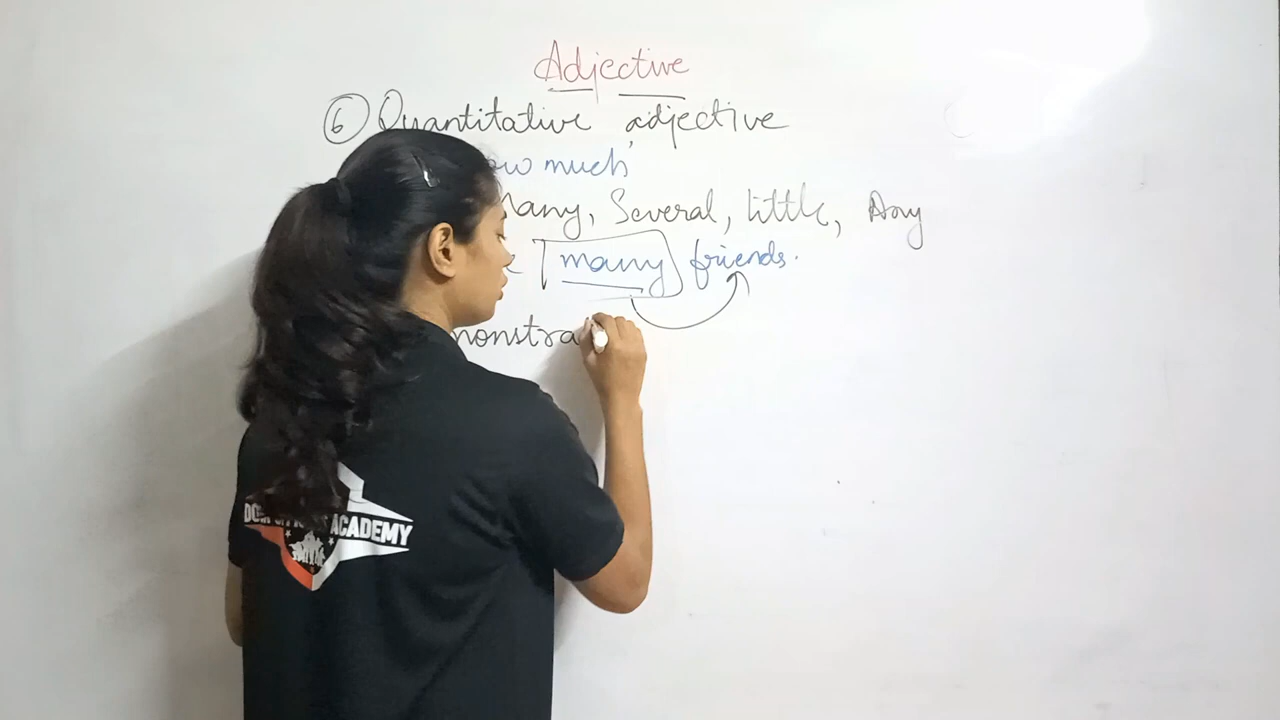 Adjective
6 Quantitative adjective
ow much
Many, Several, little, Any
many friends.
monstra
ACADEMY